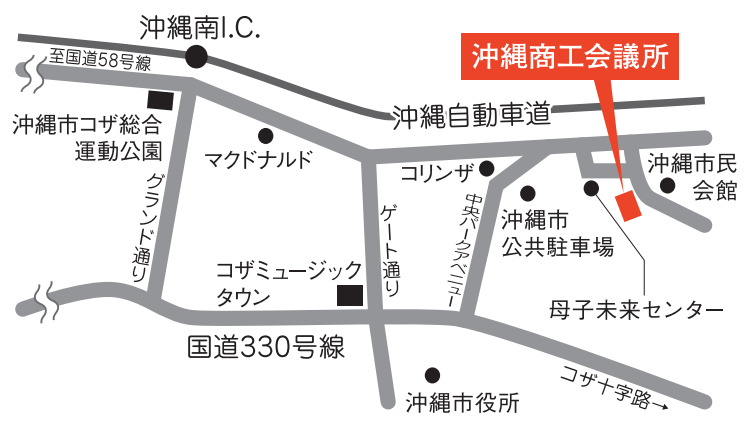 沖縄南I.C.
至国道58号線
沖縄商工会議所
沖縄自動車道
沖縄市コザ総合
運動公園
マクドナルド
コリンザ
沖縄市民
会館
グランド通り
ゲート通り
中央パークアベニュー
沖縄市
公共駐車場
コザミュージック
タウン
母子未来センター
国道330号線
コザ十字路→
沖縄市役所